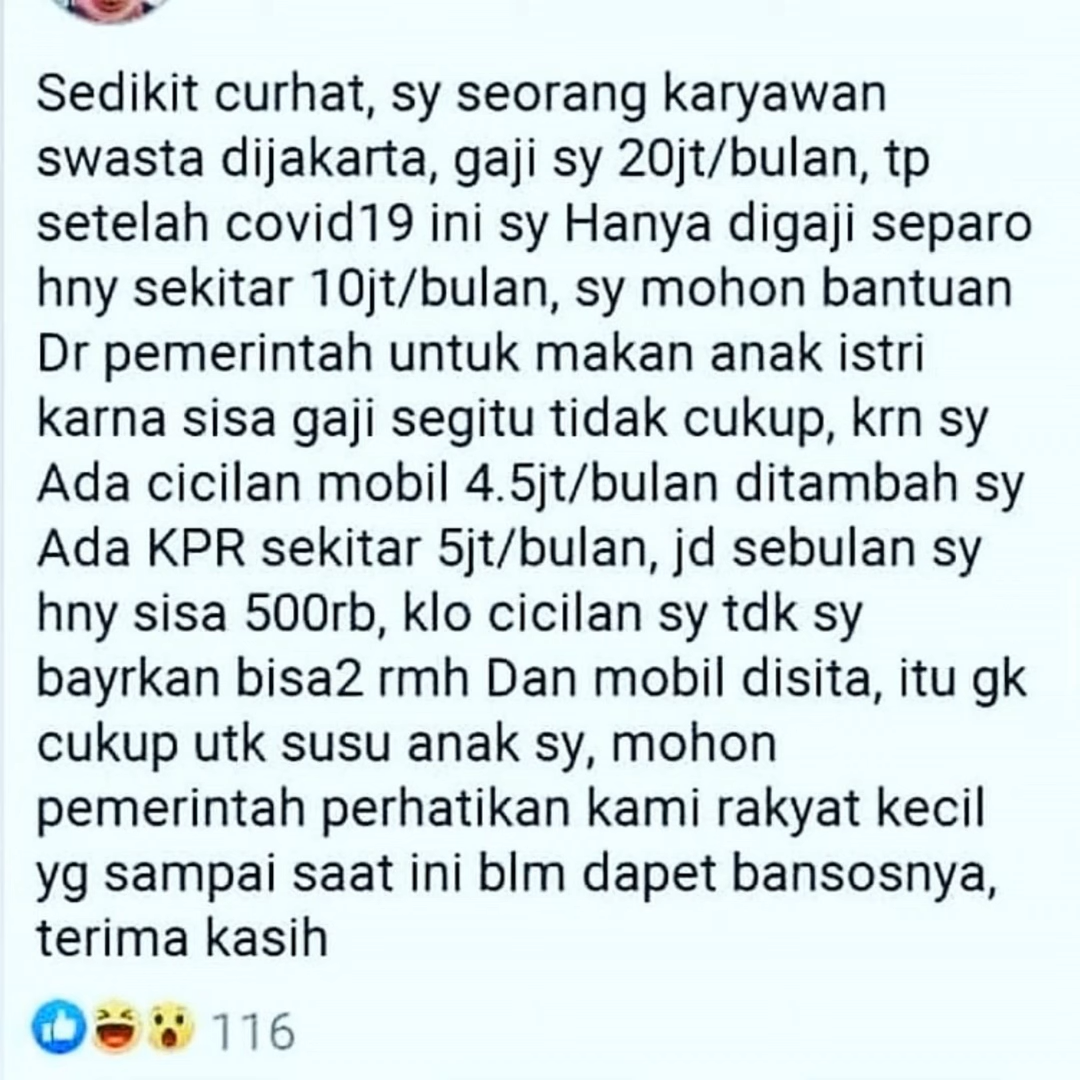 Sedikit curhat, sy seorang karyawan
swasta dijakarta, gaji sy 20jt/bulan, tp
setelah covid19 ini sy Hanya digaji separo
hny sekitar 10jt/bulan, sy mohon bantuan
Dr pemerintah untuk makan anak istri
karna sisa gaji segitu tidak cukup, krn sy
Ada cicilan mobil 4.5jt/bulan ditambah sy
Ada KPR sekitar 5jt/bulan, jd sebulan sy
hny sisa 500rb, klo cicilan sy tdk sy
bayrkan bisa2 rmh Dan mobil disita, itu gk
cukup utk susu anak sy, mohon
pemerintah perhatikan kami rakyat kecil
yg sampai saat ini blm dapet bansosnya,
terima kasih
116